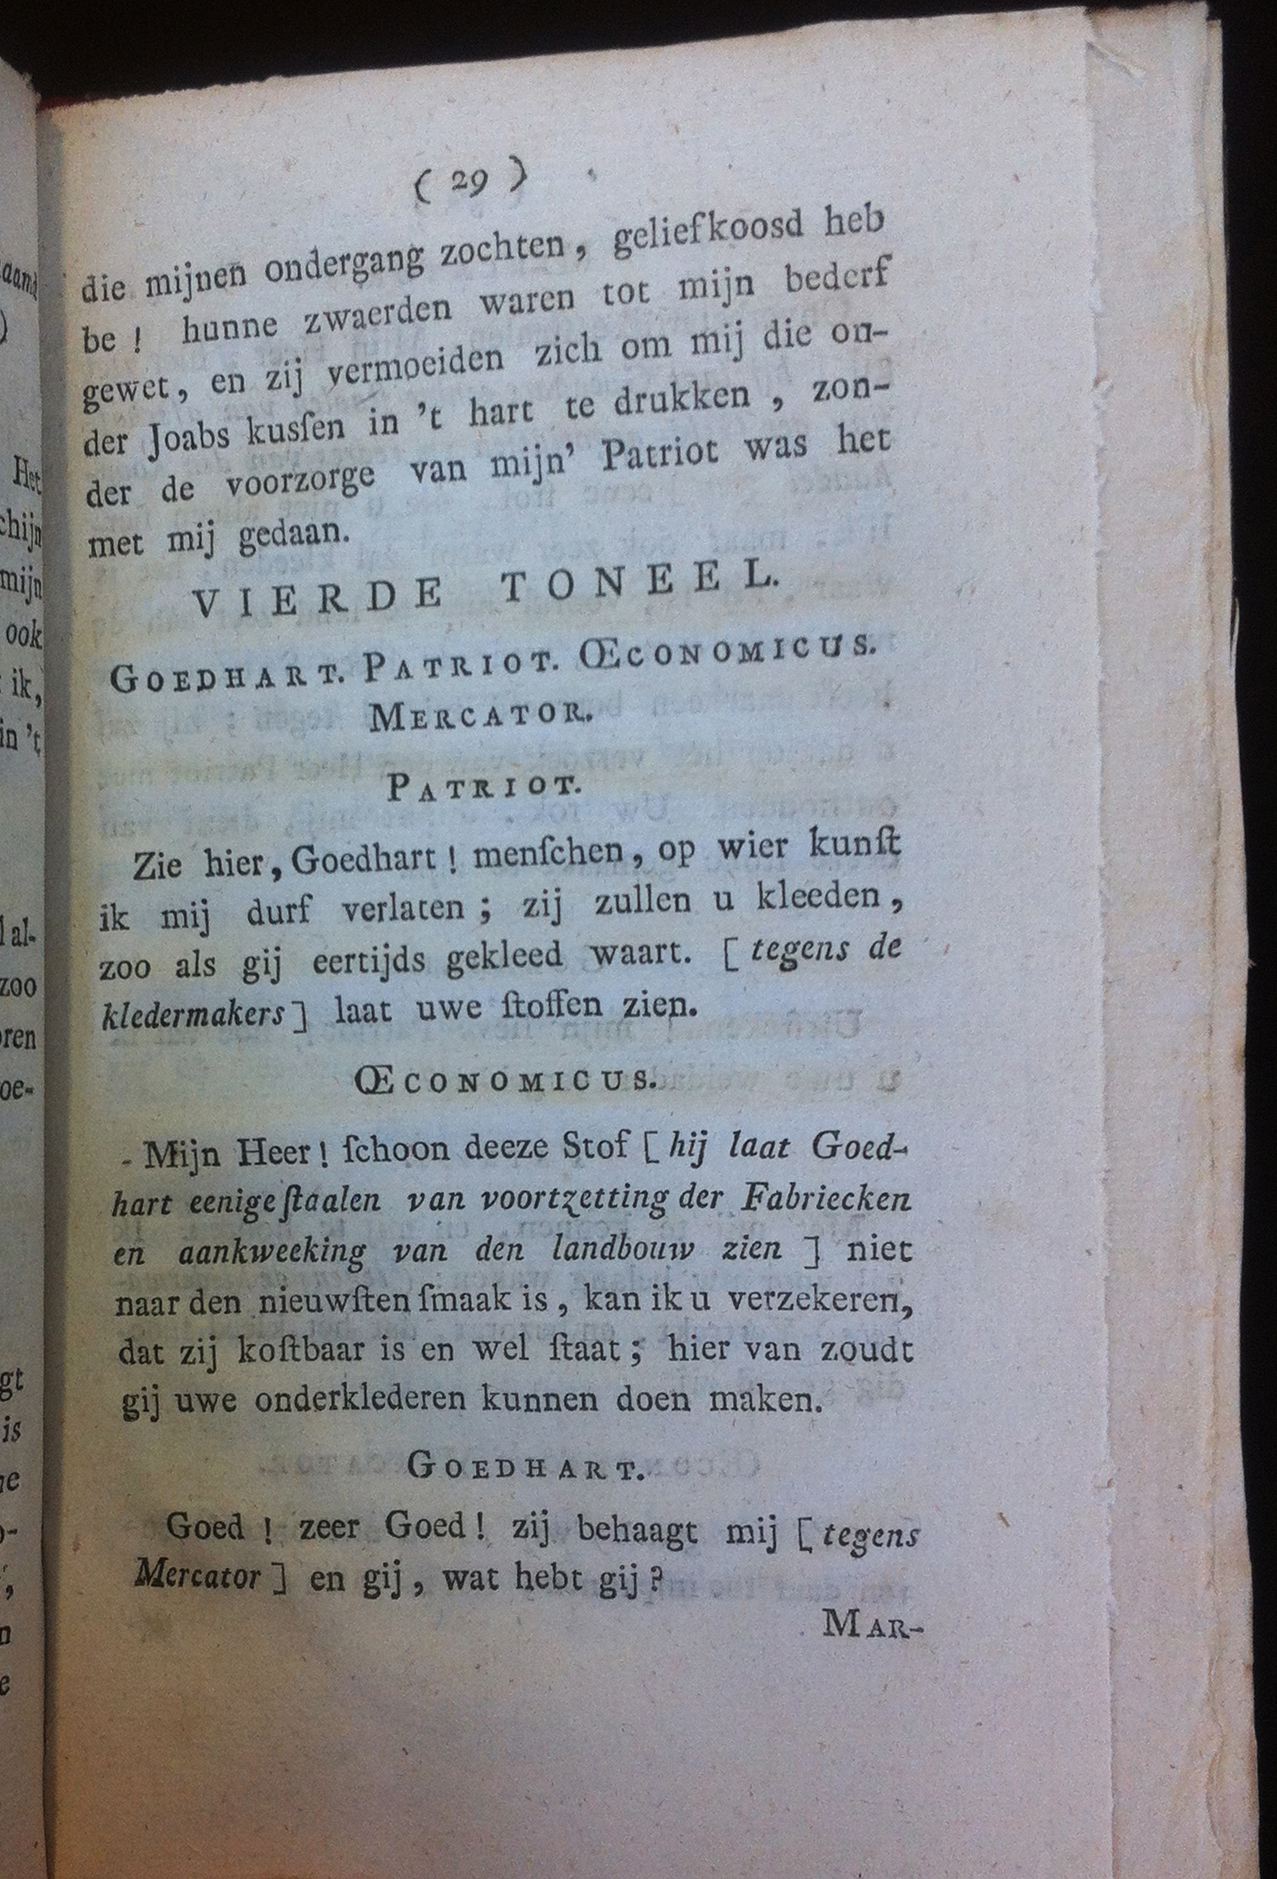 ( 29 )
die mijnen ondergang zochten, geliefkoosd heb
be! hunne zwaerden waren tot mijn bederf
gewet, en zij vermoeiden zich om mij die on-
der Joabs kusſen in 't hart te drukken, zon-
der de voorzorge van mijn' Patriot was het
met mij gedaan.
VIERDE TONEEL.
GOEDHART. PATRIOT. ŒCONOMICUS.
MERCATOR.
PATRIOT.
Zie hier, Goedhart! menſchen, op wier kunſt
ik mij durf verlaten; zij zullen u kleeden,
zoo als gij eertijds gekleed waart. [tegens de
kledermakers] laat uwe ſtoffen zien.
ŒCONOMICUS.
Mijn Heer! ſchoon deeze Stof [hij laat Goed-
hart eenige ſtaalen van voortzetting der Fabriecken
en aankweeking van den landbouw zien] niet
naar den nieuwſten ſmaak is, kan ik u verzekeren,
dat zij koſtbaar is en wel ſtaat; hier van zoudt
gij uwe onderklederen kunnen doen maken.
GOEDHART.
Goed! zeer Goed! zij behaagt mij [tegens
Mercator] en gij, wat hebt gij?
MAR-